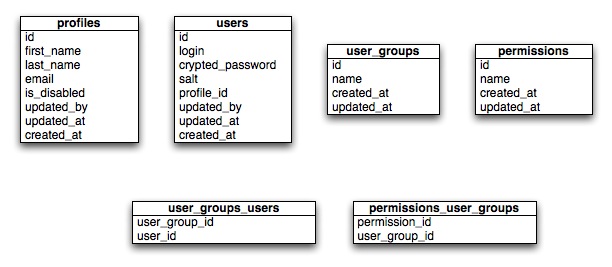 profiles
id
first_name
last_name
email
is_disabled
updated_by
updated_at
created_at
users
id
login
crypted_password
salt
profile_id
updated_by
updated_at
created_at
user_groups
id
name
created_at
updated_at
permissions
id
name
created_at
updated_at
user_groups_users
user_group_id
user_id
permissions_user_groups
permission_id
user_group_id